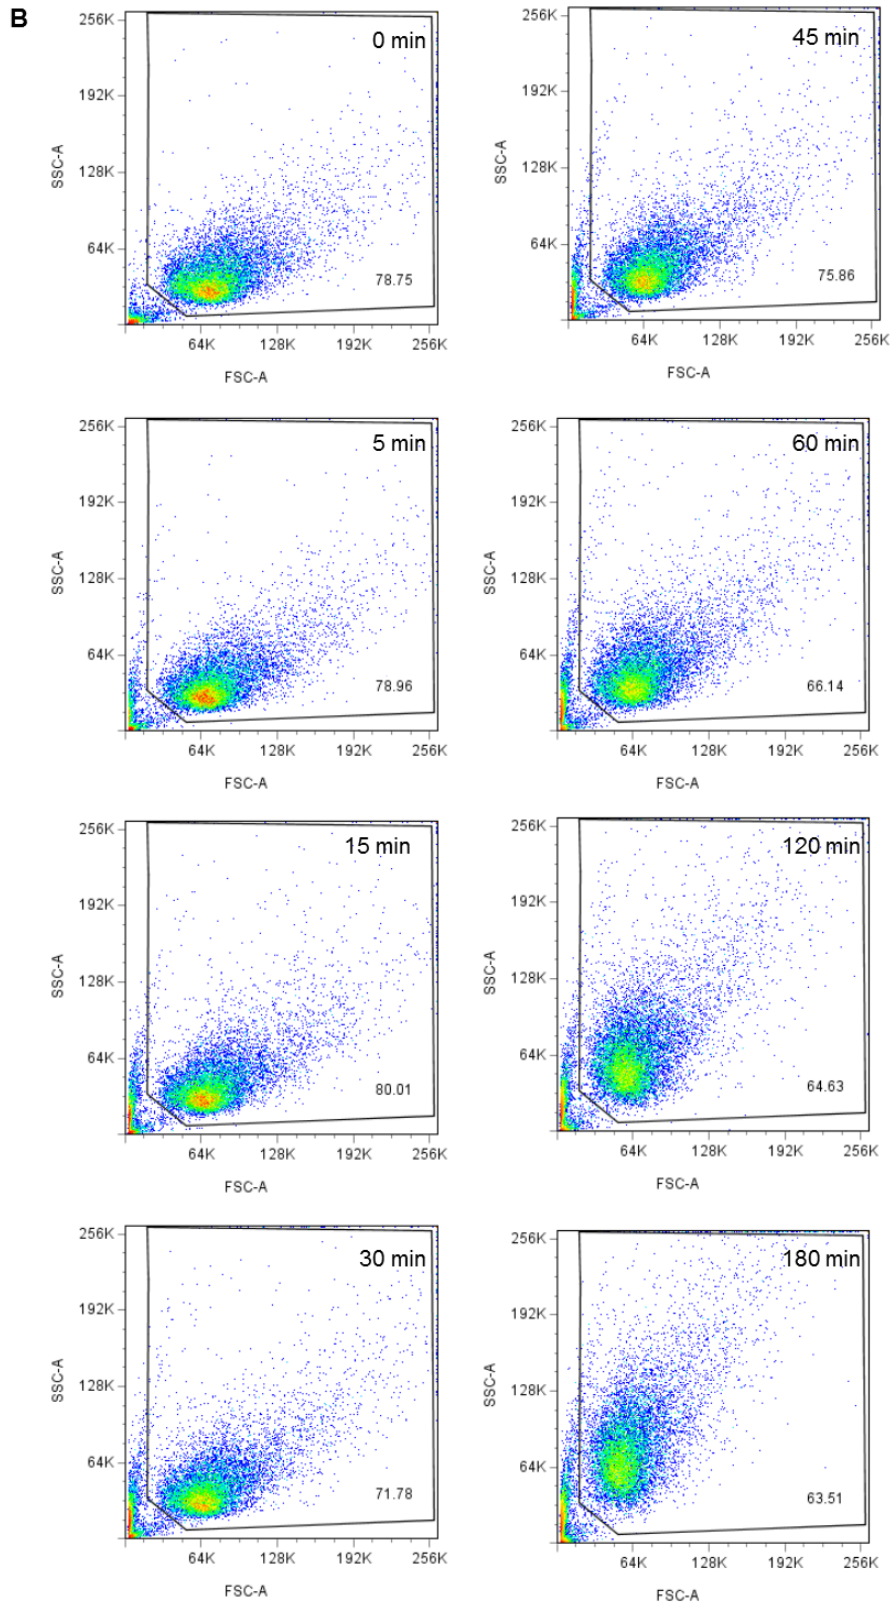 B
0 min
256K
192K
128K
64K
SSC-A
78.75
64K 128K 192K 256K
FSC-A
45 min
256K
192K
128K
64K
SSC-A
75.86
64K 128K 192K 256K
FSC-A
5 min
256K
192K
128K
64K
SSC-A
78.96
64K 128K 192K 256K
FSC-A
60 min
256K
192K
128K
64K
SSC-A
66.14
64K 128K 192K 256K
FSC-A
15 min
256K
192K
128K
64K
SSC-A
80.01
64K 128K 192K 256K
FSC-A
120 min
256K
192K
128K
64K
SSC-A
64.63
64K 128K 192K 256K
FSC-A
30 min
256K
192K
128K
64K
SSC-A
71.78
64K 128K 192K 256K
FSC-A
180 min
256K
192K
128K
64K
SSC-A
63.51
64K 128K 192K 256K
FSC-A